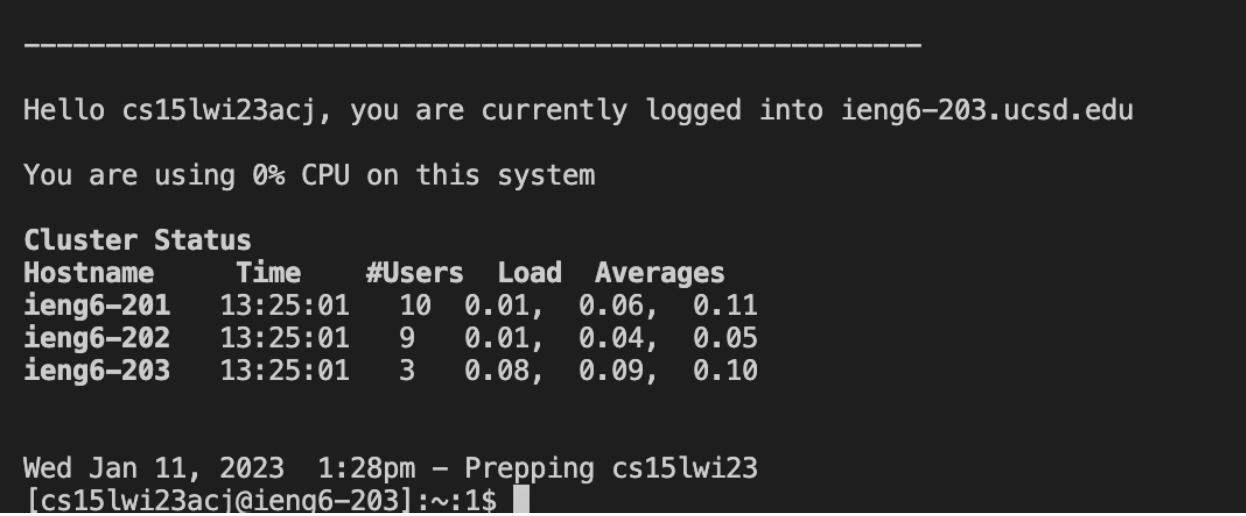 Hello cs15lwi23acj, you are currently logged into ieng6-203.ucsd.edu
You are using 0% CPU on this system
Cluster Status
Hostname     Time    #Users  Load  Averages
ieng6-201   13:25:01   10  0.01,  0.06,  0.11
ieng6-202   13:25:01   9   0.01,  0.04,  0.05
ieng6-203   13:25:01   3   0.08,  0.09,  0.10
Wed Jan 11, 2023  1:28pm - Prepping cs15lwi23
[cs15lwi23acj@ieng6-203]:~:1$